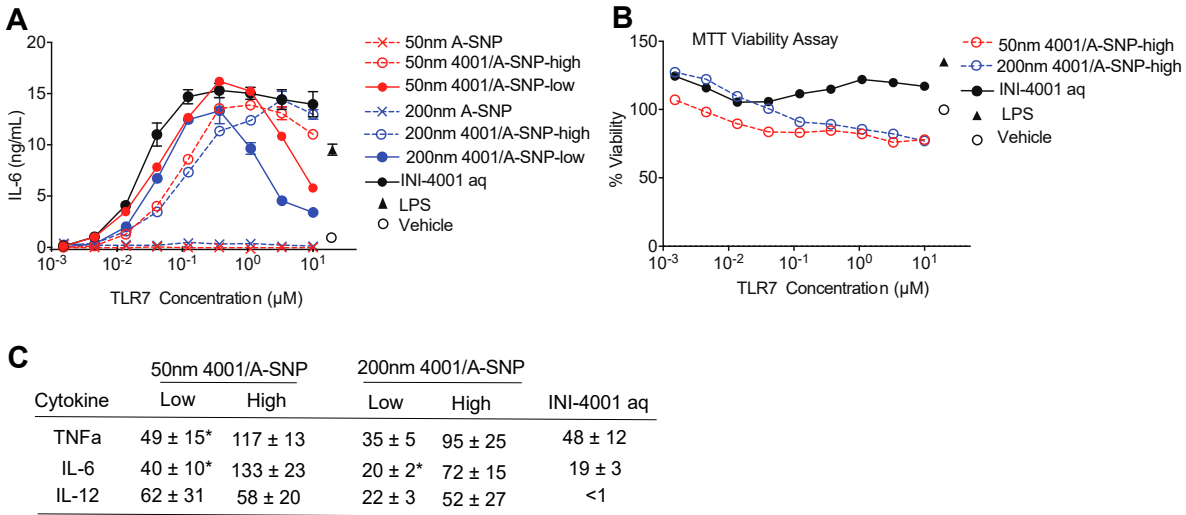 A
20
15
10
5
0
IL-6 (ng/mL)
10-3 10-2 10-1 100 101
TLR7 Concentration (µM)
50nm A-SNP
50nm 4001/A-SNP-high
50nm 4001/A-SNP-low
200nm A-SNP
200nm 4001/A-SNP-high
200nm 4001/A-SNP-low
INI-4001 aq
LPS
Vehicle
B
MTT Viability Assay
150
100
50
0
% Viability
10-3 10-2 10-1 100 101
TLR7 Concentration (µM)
50nm 4001/A-SNP-high
200nm 4001/A-SNP-high
INI-4001 aq
LPS
Vehicle
C
50nm 4001/A-SNP 200nm 4001/A-SNP
Cytokine Low High Low High INI-4001 aq
TNFa 49 ± 15* 117 ± 13 35 ± 5 95 ± 25 48 ± 12
IL-6 40 ± 10* 133 ± 23 20 ± 2* 72 ± 15 19 ± 3
IL-12 62 ± 31 58 ± 20 22 ± 3 52 ± 27 <1